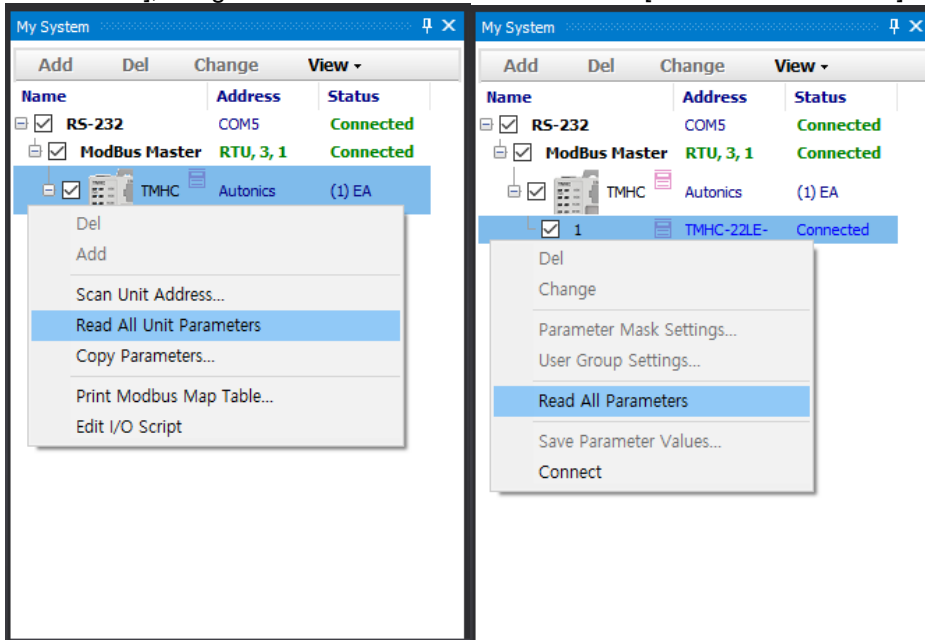 My System
Add Del Change View
Name Address Status
RS-232 COM5 Connected
ModBus Master RTU, 3, 1 Connected
TMHC Autonics (1) EA
Del
Add
Scan Unit Address...
Read All Unit Parameters
Copy Parameters...
Print Modbus Map Table...
Edit I/O Script
My System
Add Del Change View
Name Address Status
RS-232 COM5 Connected
ModBus Master RTU, 3, 1 Connected
TMHC Autonics (1) EA
1 TMHC-22LE- Connected
Del
Change
Parameter Mask Settings...
User Group Settings...
Read All Parameters
Save Parameter Values...
Connect